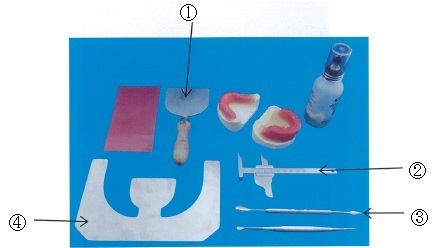 ①
②
③
④